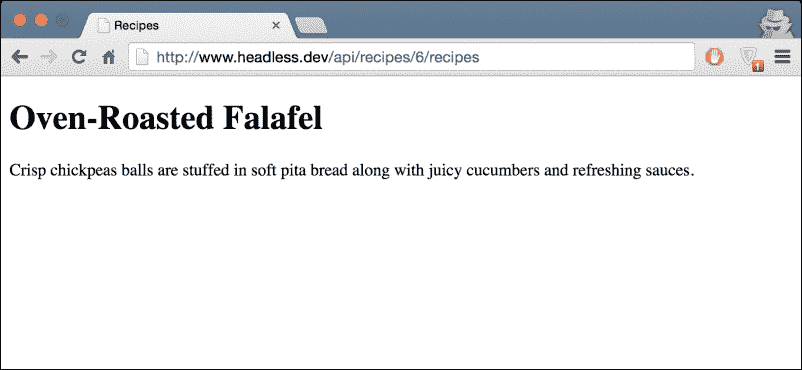 Recipes
http://www.headless.dev/api/recipes/6/recipes
1
Oven-Roasted Falafel
Crisp chickpeas balls are stuffed in soft pita bread along with juicy cucumbers and refreshing sauces.